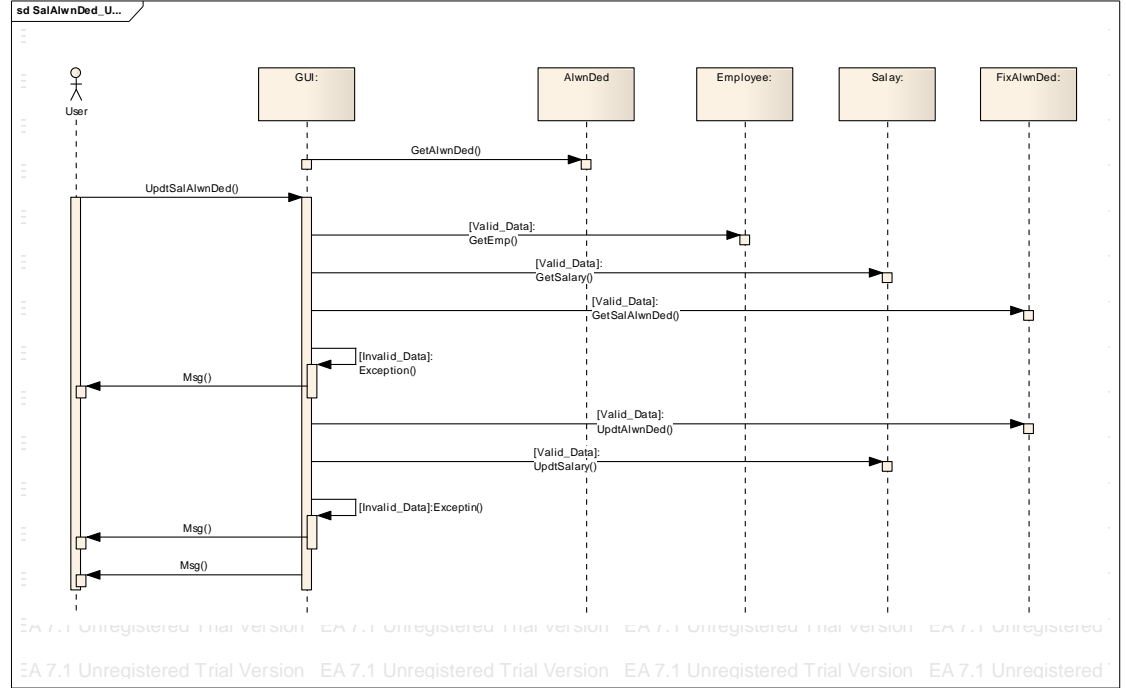 sd SalAlwnDed_U...
User
GUI:
AlwnDed
Employee:
Salay:
FixAlwnDed:
GetAlwnDed()
UpdtSalAlwnDed()
[Valid_Data]:
GetEmp()
[Valid_Data]:
GetSalary()
[Valid_Data]:
GetSalAlwnDed()
[Invalid_Data]:
Exception()
Msg()
[Valid_Data]:
UpdtAlwnDed()
[Valid_Data]:
UpdtSalary()
[Invalid_Data]:Exceptin()
Msg()
Msg()
EA 7.1 Unregistered Trial Version EA 7.1 Unregistered Trial Version EA 7.1 Unregistered Trial Version EA 7.1 Unregistered
EA 7.1 Unregistered Trial Version EA 7.1 Unregistered Trial Version EA 7.1 Unregistered Trial Version EA 7.1 Unregistered